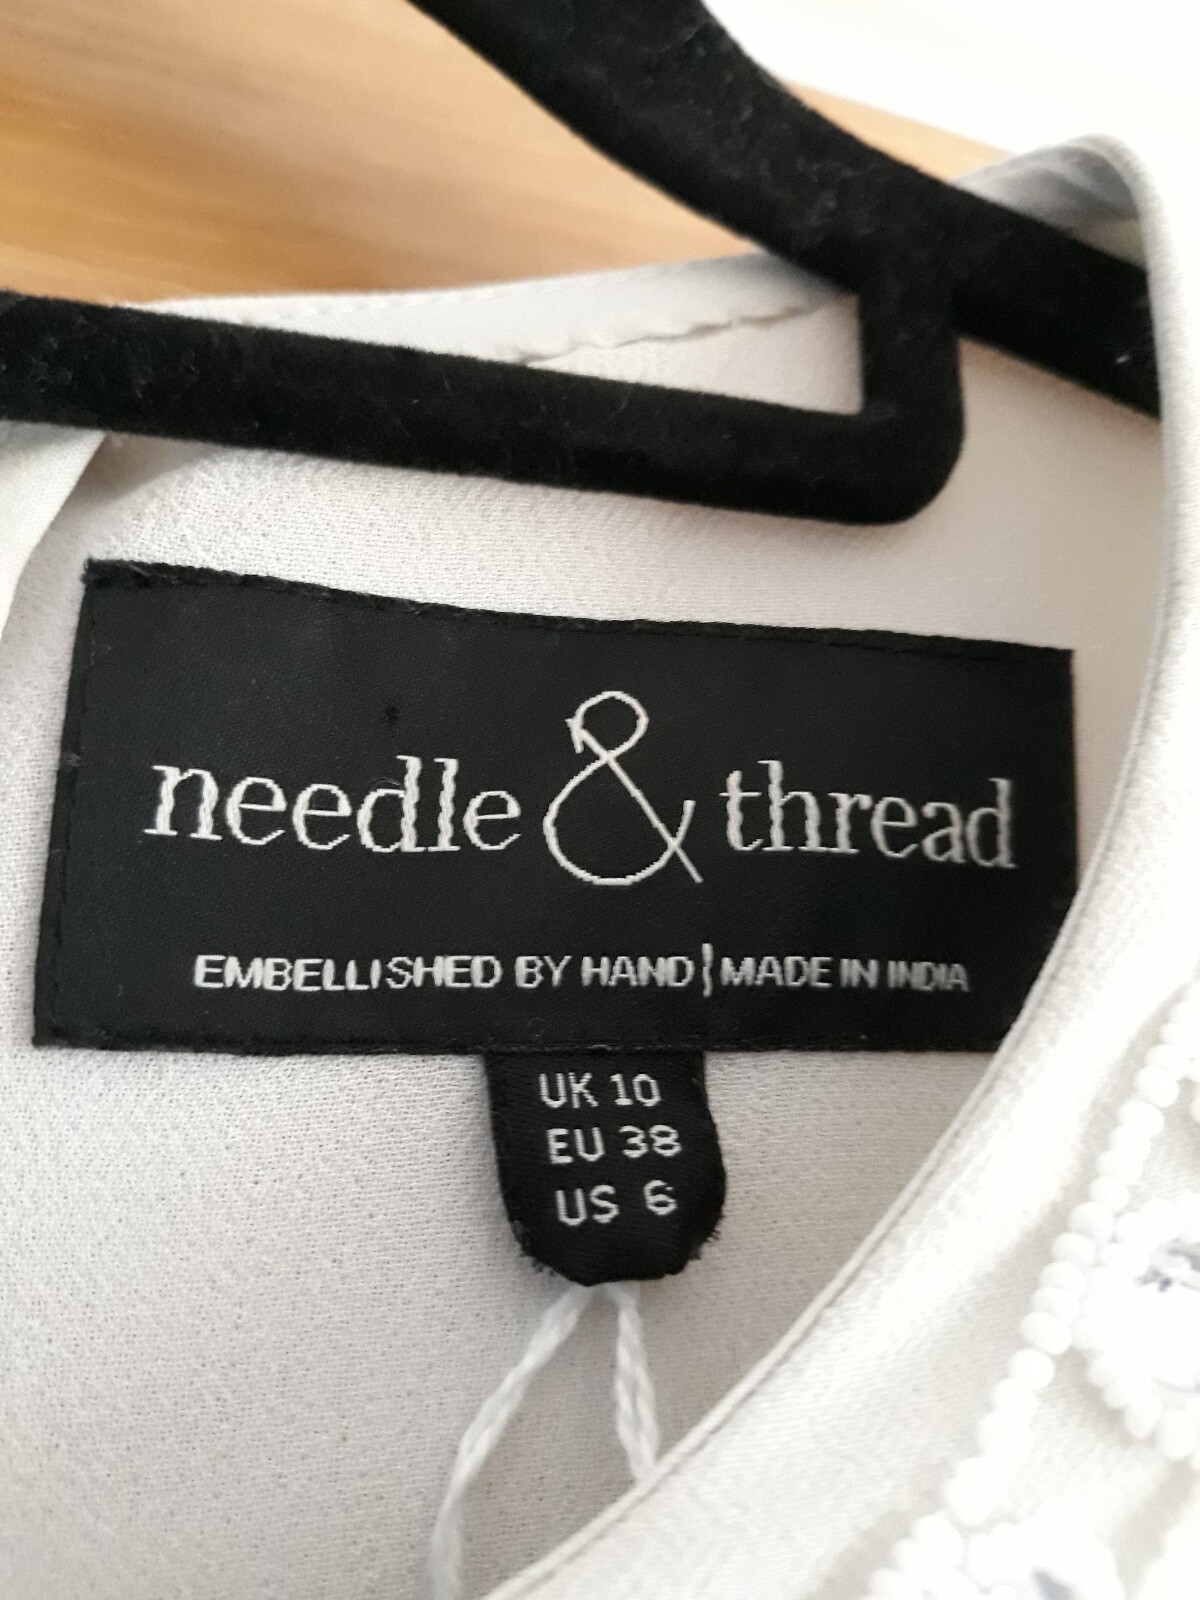 needle & thread
EMBELLISHED BY HAND | MADE IN INDIA
UK 10
EU 38
US 6